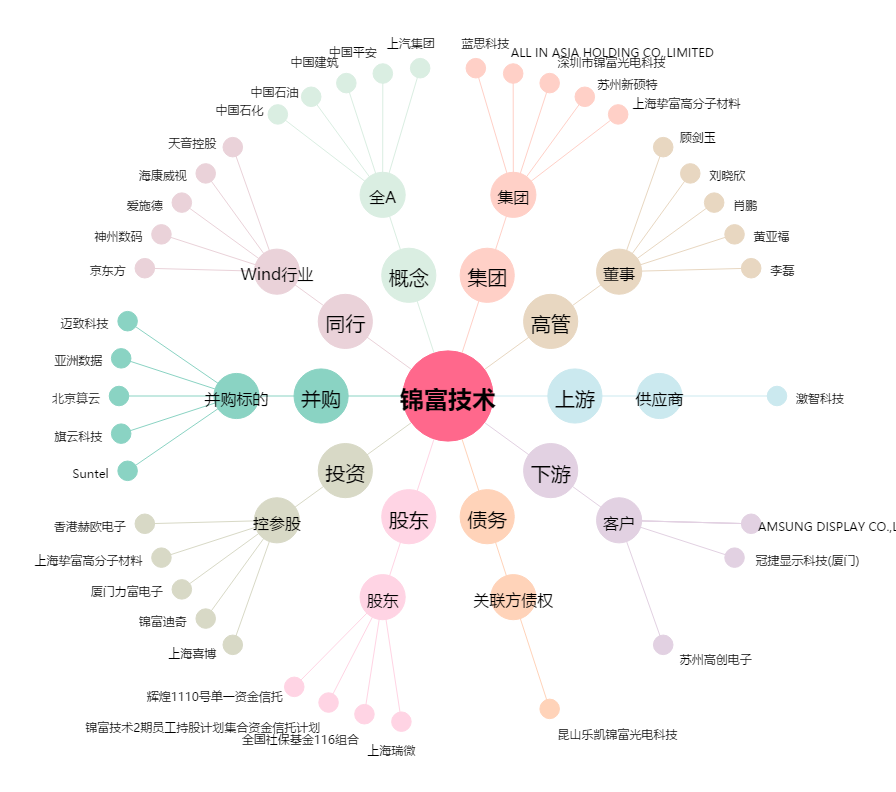 上汽集团
蓝思科技
中国平安
ALL IN ASIA HOLDING CO.,LIMITED
中国建筑
深圳市锦富光电科技
苏州新硕特
中国石油
上海挚富高分子材料
中国石化
顾剑玉
天音控股
海康威视
刘晓欣
全A
集团
爱施德
肖鹏
神州数码
黄亚福
京东方
Wind行业
概念
集团
董事
李磊
同行
高管
迈致科技
亚洲数据
北京算云
并购标的
并购
锦富技术
上游
供应商
激智科技
旗云科技
Suntel
投资
下游
香港赫欧电子
控参股
股东
债务
客户
AMSUNG DISPLAY CO.,L
上海挚富高分子材料
冠捷显示科技(厦门)
厦门力富电子
股东
关联方债权
锦富迪奇
上海喜博
苏州高创电子
辉煌1110号单一资金信托
锦富技术2期员工持股计划集合资金信托计划
全国社保基金116组合
昆山乐凯锦富光电科技
上海瑞微